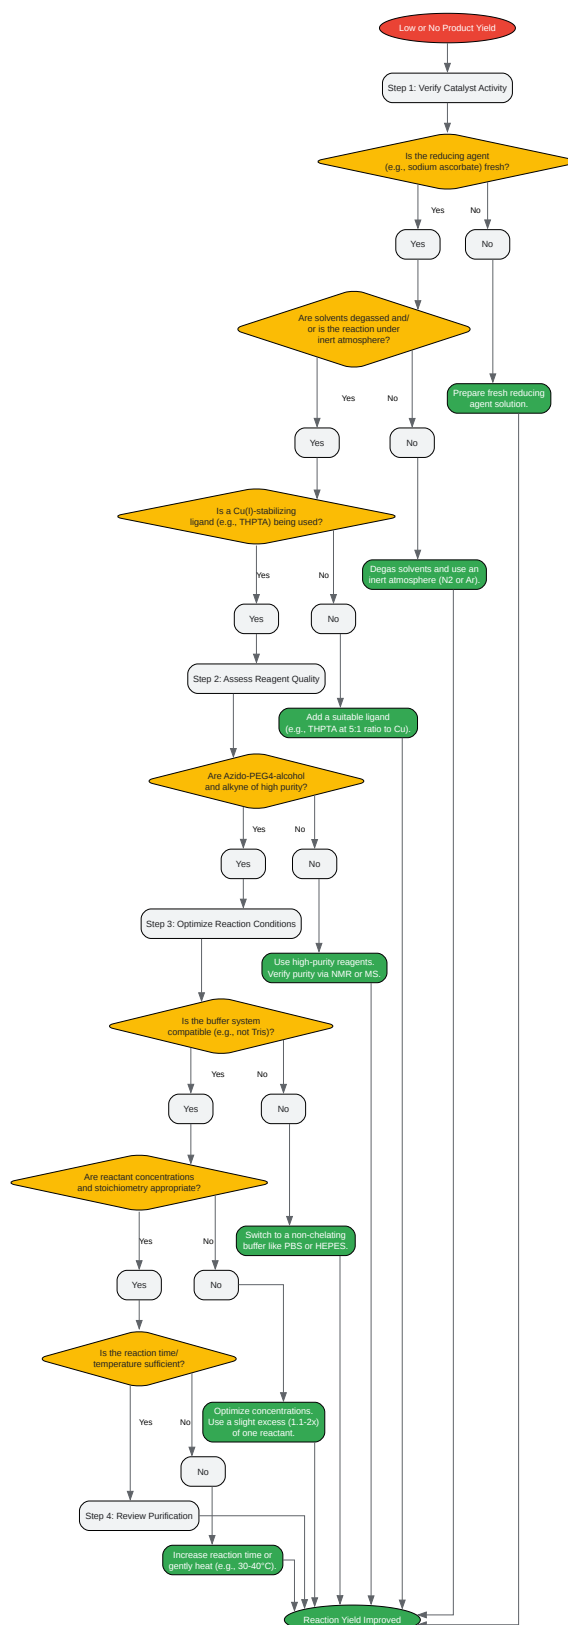 Low or No Product Yield
Step 1: Verify Catalyst Activity
Is the reducing agent
(e.g., sodium ascorbate) fresh?
Yes
No
Yes
No
Are solvents degassed and/
or is the reaction under
inert atmosphere?
Prepare fresh reducing
agent solution.
Yes
No
Yes
No
Is a Cu(I)-stabilizing
ligand (e.g., THPTA) being used?
Degas solvents and use an
inert atmosphere (N2 or Ar).
Yes
No
Yes
No
Step 2: Assess Reagent Quality
Add a suitable ligand
(e.g., THPTA at 5:1 ratio to Cu).
Are Azido-PEG4-alcohol
and alkyne of high purity?
Yes
No
Yes
No
Step 3: Optimize Reaction Conditions
Use high-purity reagents.
Verify purity via NMR or MS.
Is the buffer system
compatible (e.g., not Tris)?
Yes
No
Yes
No
Are reactant concentrations
and stoichiometry appropriate?
Switch to a non-chelating
buffer like PBS or HEPES.
Yes
No
Yes
No
Is the reaction time/
temperature sufficient?
Optimize concentrations.
Use a slight excess (1.1-2x)
of one reactant.
Yes
No
No
Step 4: Review Purification
Increase reaction time or
gently heat (e.g., 30-40°C).
Reaction Yield Improved